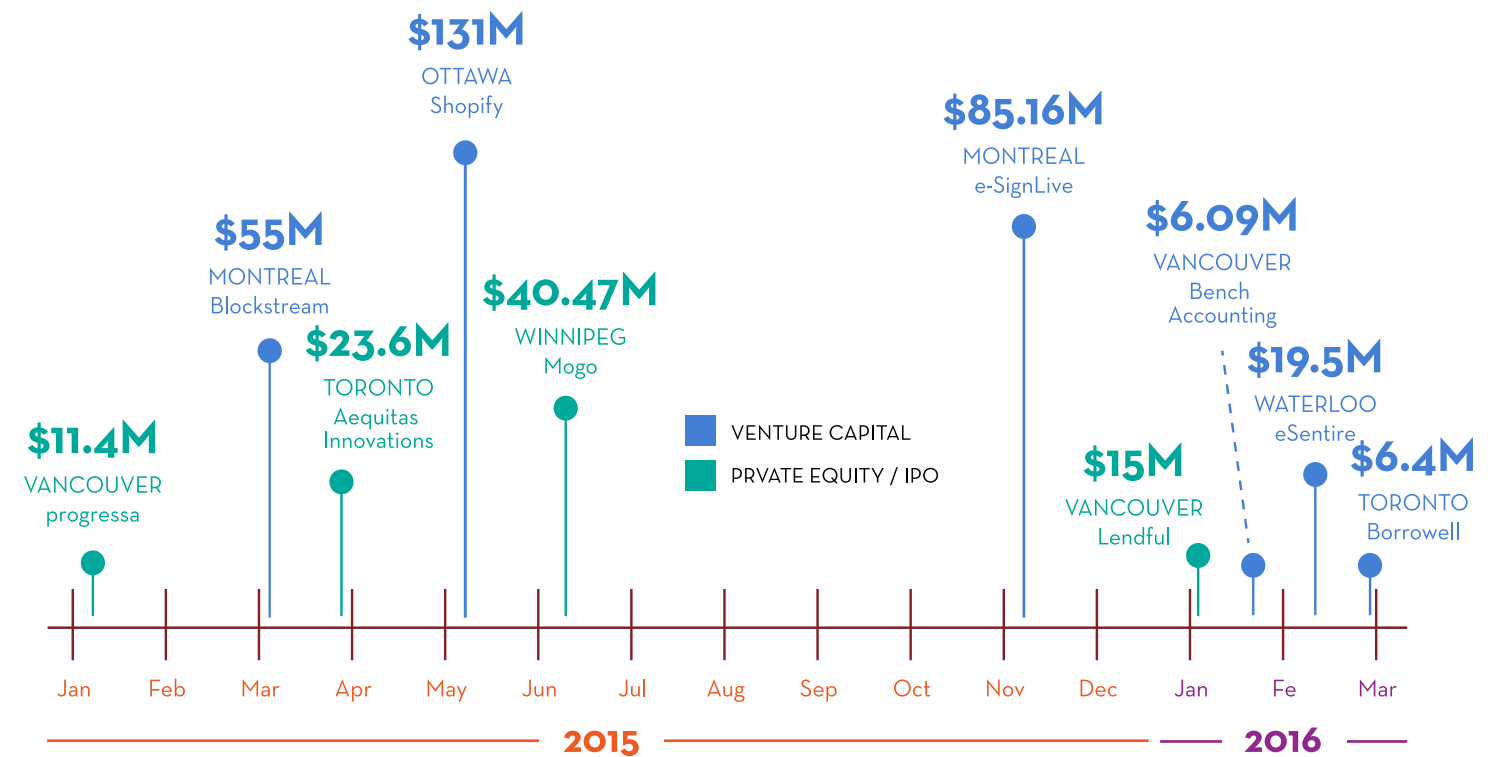 $131M
OTTAWA
Shopify
$85.16M
MONTREAL
e-SignLive
$6.09M
VANCOUVER
Bench
Accounting
$55M
MONTREAL
Blockstream
$40.47M
WINNIPEG
Mogo
$23.6M
TORONTO
Aequitas
Innovations
$19.5M
WATERLOO
eSentire
$11.4M
VANCOUVER
progressa
VENTURE CAPITAL
PRVATE EQUITY / IPO
$15M
VANCOUVER
Lendful
$6.4M
TORONTO
Borrowell
Jan Feb Mar Apr May Jun Jul Aug Sep Oct Nov Dec Jan Fe Mar
2015 2016